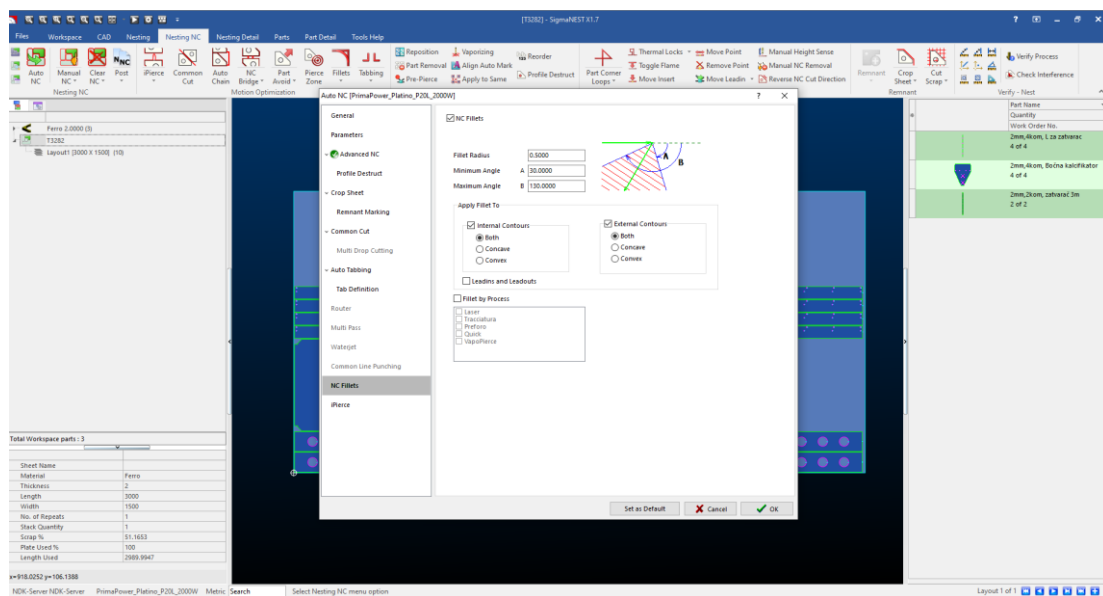 [T3282] - SigmaNEST X1.7
Files Workspace CAD Nesting Nesting NC Nesting Detail Parts Part Detail Tools Help
Auto NC
Manual NC
Clear NC
Post
iPierce
Common Cut
Auto Chain
NC Bridge
Part Avoid
Pierce Zone
Fillets
Tabbing
Reposition
Part Removal
Pre-Pierce
Vaporizing
Align Auto Mark
Apply to Same
Reorder
Profile Destruct
Part Corner Loops
Thermal Locks
Toggle Flame
Move Insert
Move Point
Remove Point
Move Leadin
Manual Height Sense
Manual NC Removal
Reverse NC Cut Direction
Remnant
Crop Sheet
Cut Scrap
Verify Process
Check Interference
Nesting NC
Motion Optimization
Remnant
Verify - Nest
Ferro 2.0000 (3)
T3282
Layout1 [3000 X 1500] (10)
Auto NC [PrimaPower_Platino_P20L_2000W]
General
Parameters
Advanced NC
Profile Destruct
Crop Sheet
Remnant Marking
Common Cut
Multi Drop Cutting
Auto Tabbing
Tab Definition
Router
Multi Pass
Waterjet
Common Line Punching
NC Fillets
iPierce
NC Fillets
Fillet Radius 0.5000
Minimum Angle A 30.0000
Maximum Angle B 130.0000
A
B
Apply Fillet To
Internal Contours
Both
Concave
Convex
External Contours
Both
Concave
Convex
Leadins and Leadouts
Fillet by Process
Laser
Tracciatura
Preforo
Quick
VapoPierce
Set as Default Cancel OK
Part Name
Quantity
Work Order No.
2mm,4kom, L za zatvarac
4 of 4
2mm,4kom, Bočna kalcifikator
4 of 4
2mm,2kom, zatvarač 3m
2 of 2
Total Workspace parts : 3
Sheet Name
Material Ferro
Thickness 2
Length 3000
Width 1500
No. of Repeats 1
Stack Quantity 1
Scrap % 51.1653
Plate Used % 100
Length Used 2989.9947
x=918.0252 y=106.1388
NDK-Server NDK-Server PrimaPower_Platino_P20L_2000W Metric Search Select Nesting NC menu option Layout 1 of 1